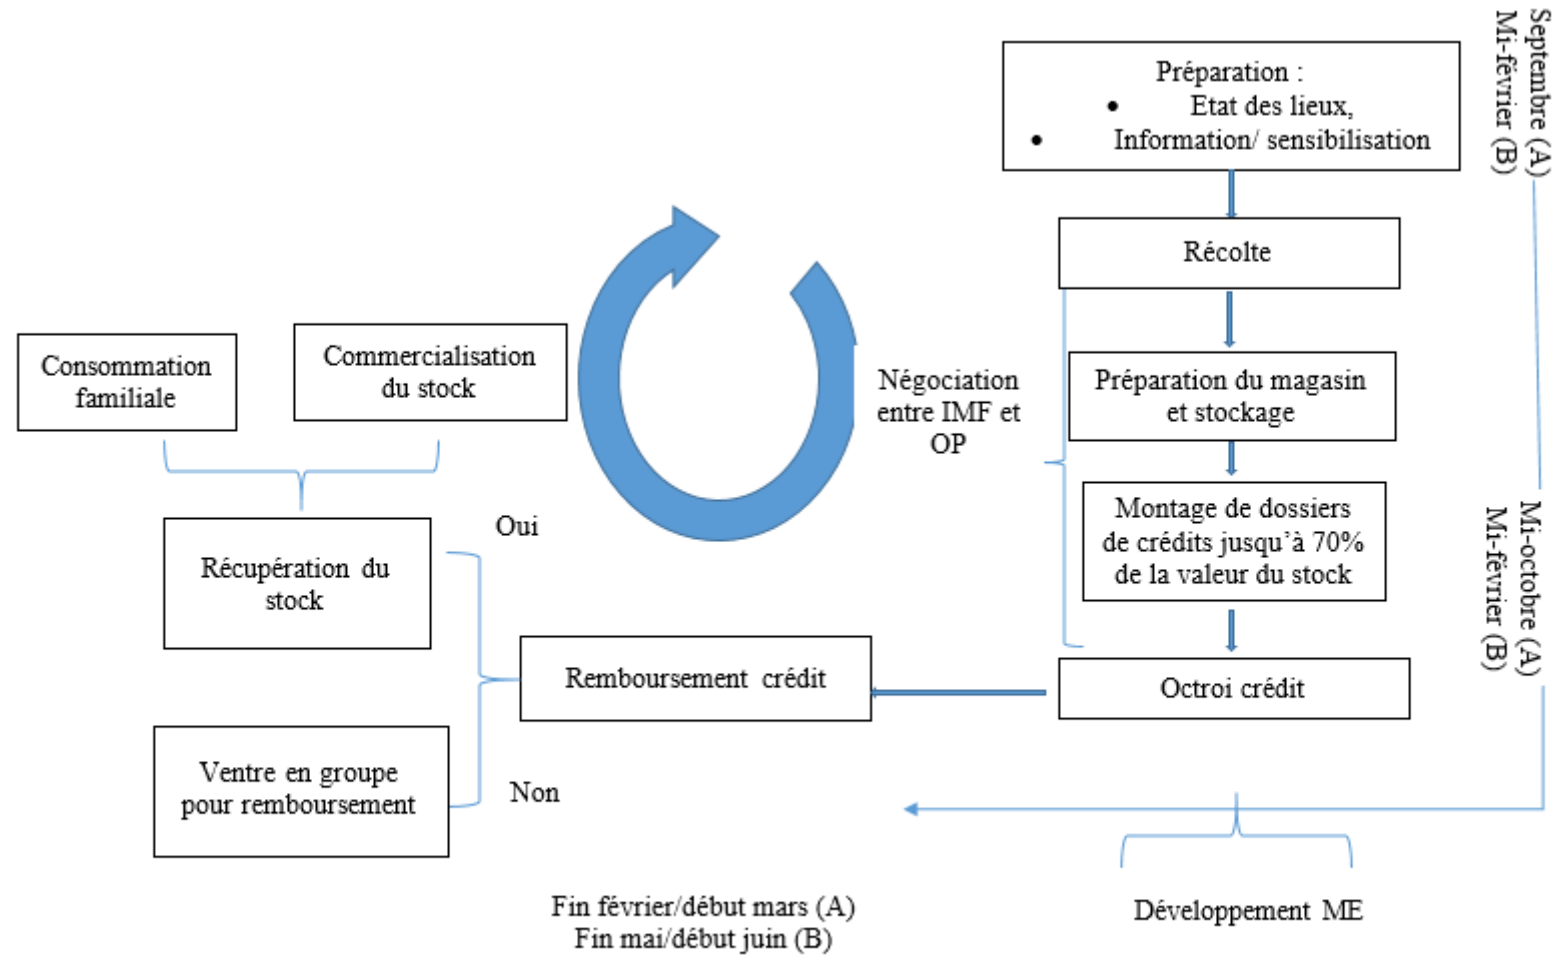 Préparation :
• Etat des lieux,
• Information/ sensibilisation
Septembre (A)
Mi-février (B)
Récolte
Préparation du magasin
et stockage
Négociation
entre IMF et
OP
Montage de dossiers
de crédits jusqu’à 70%
de la valeur du stock
Mi-octobre (A)
Mi-février (B)
Octroi crédit
Remboursement crédit
Oui
Non
Consommation
familiale
Commercialisation
du stock
Récupération du
stock
Ventre en groupe
pour remboursement
Fin février/début mars (A)
Fin mai/début juin (B)
Développement ME